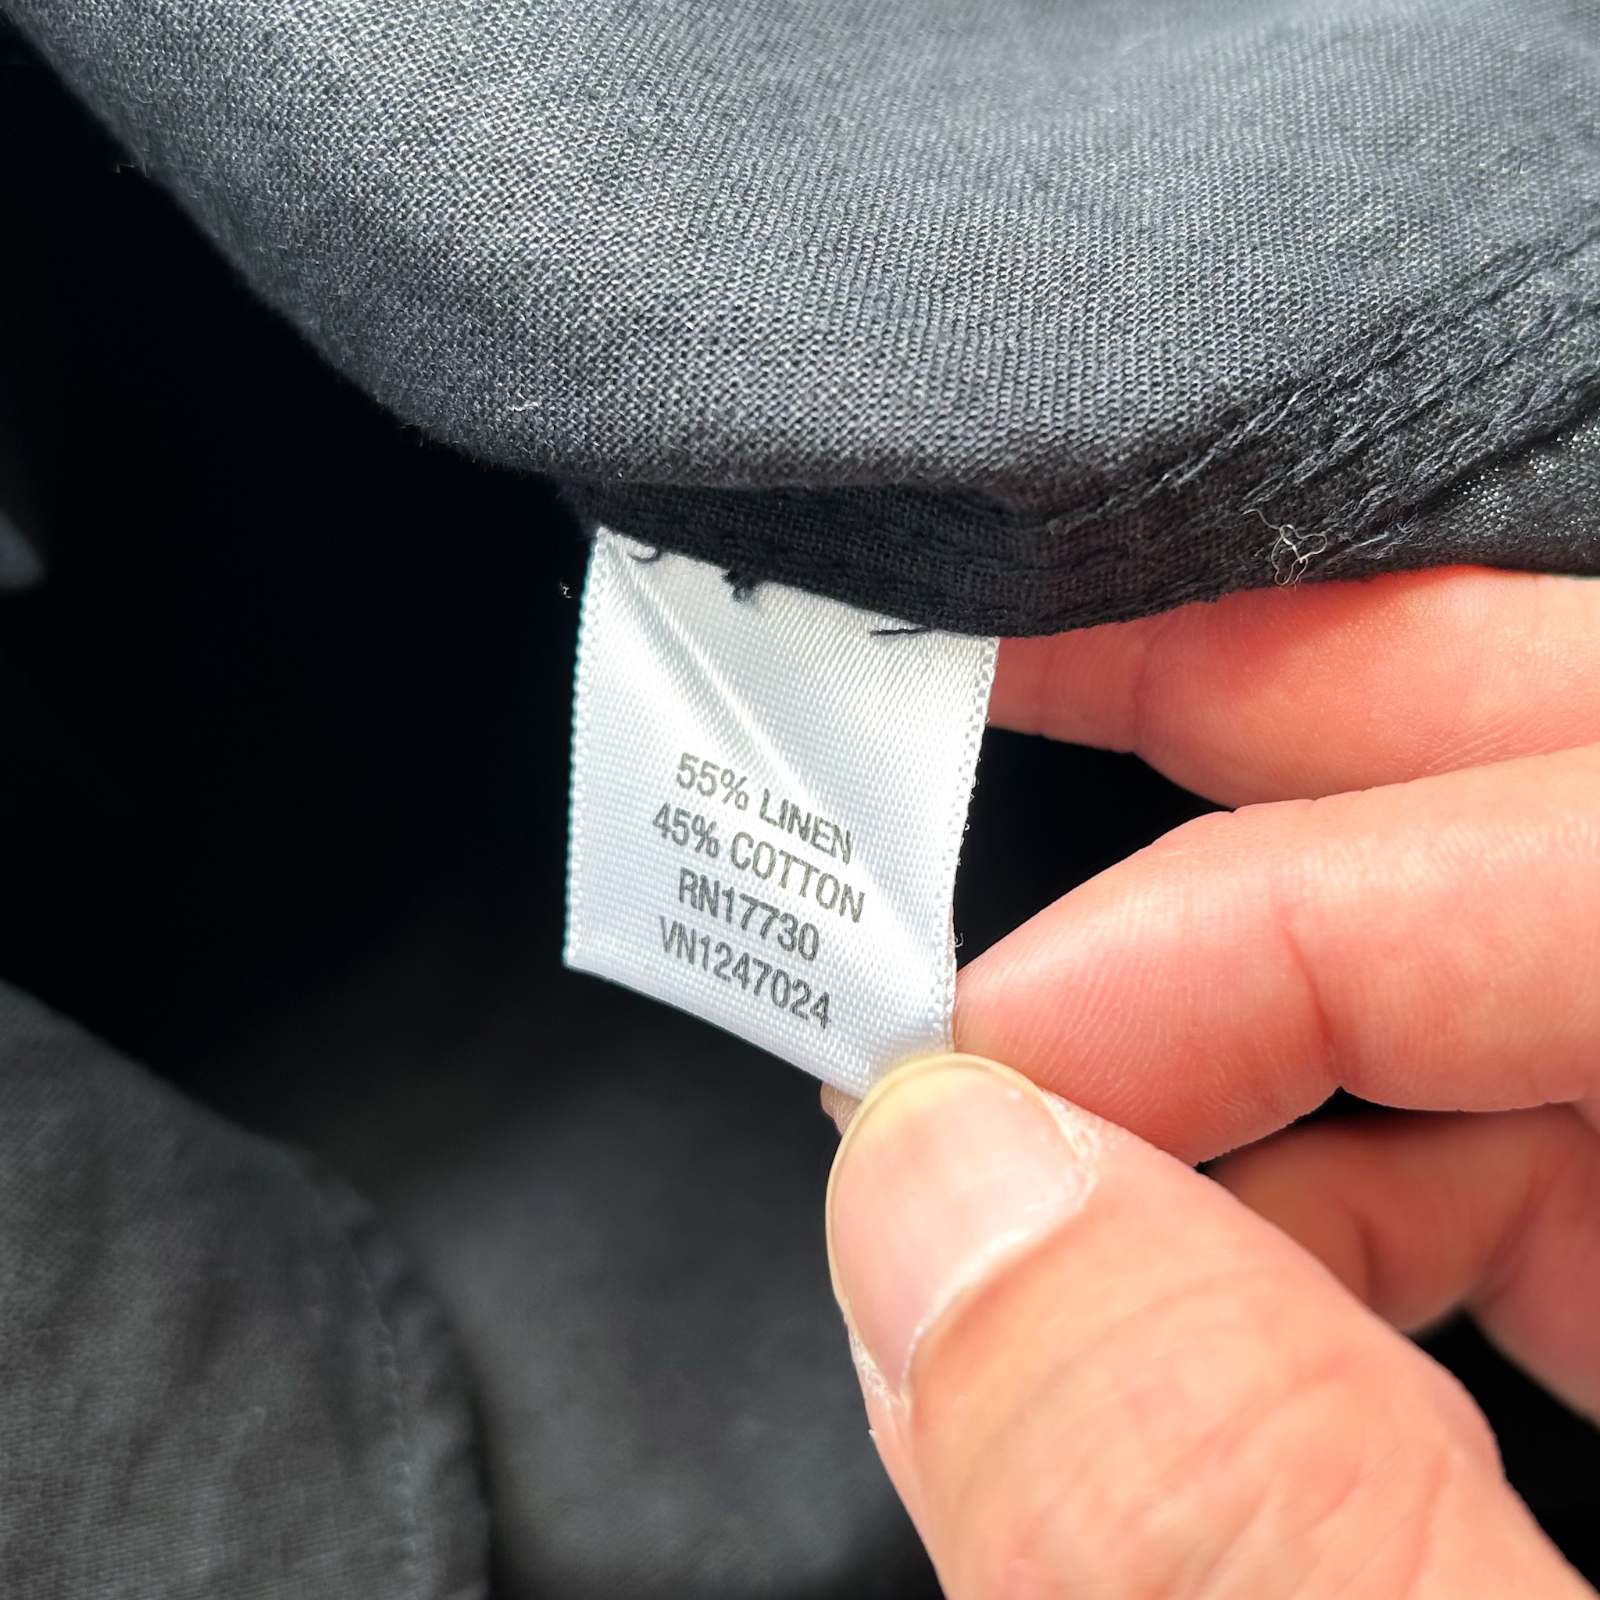 55% LINEN
45% COTTON
RN17730
VN1247024